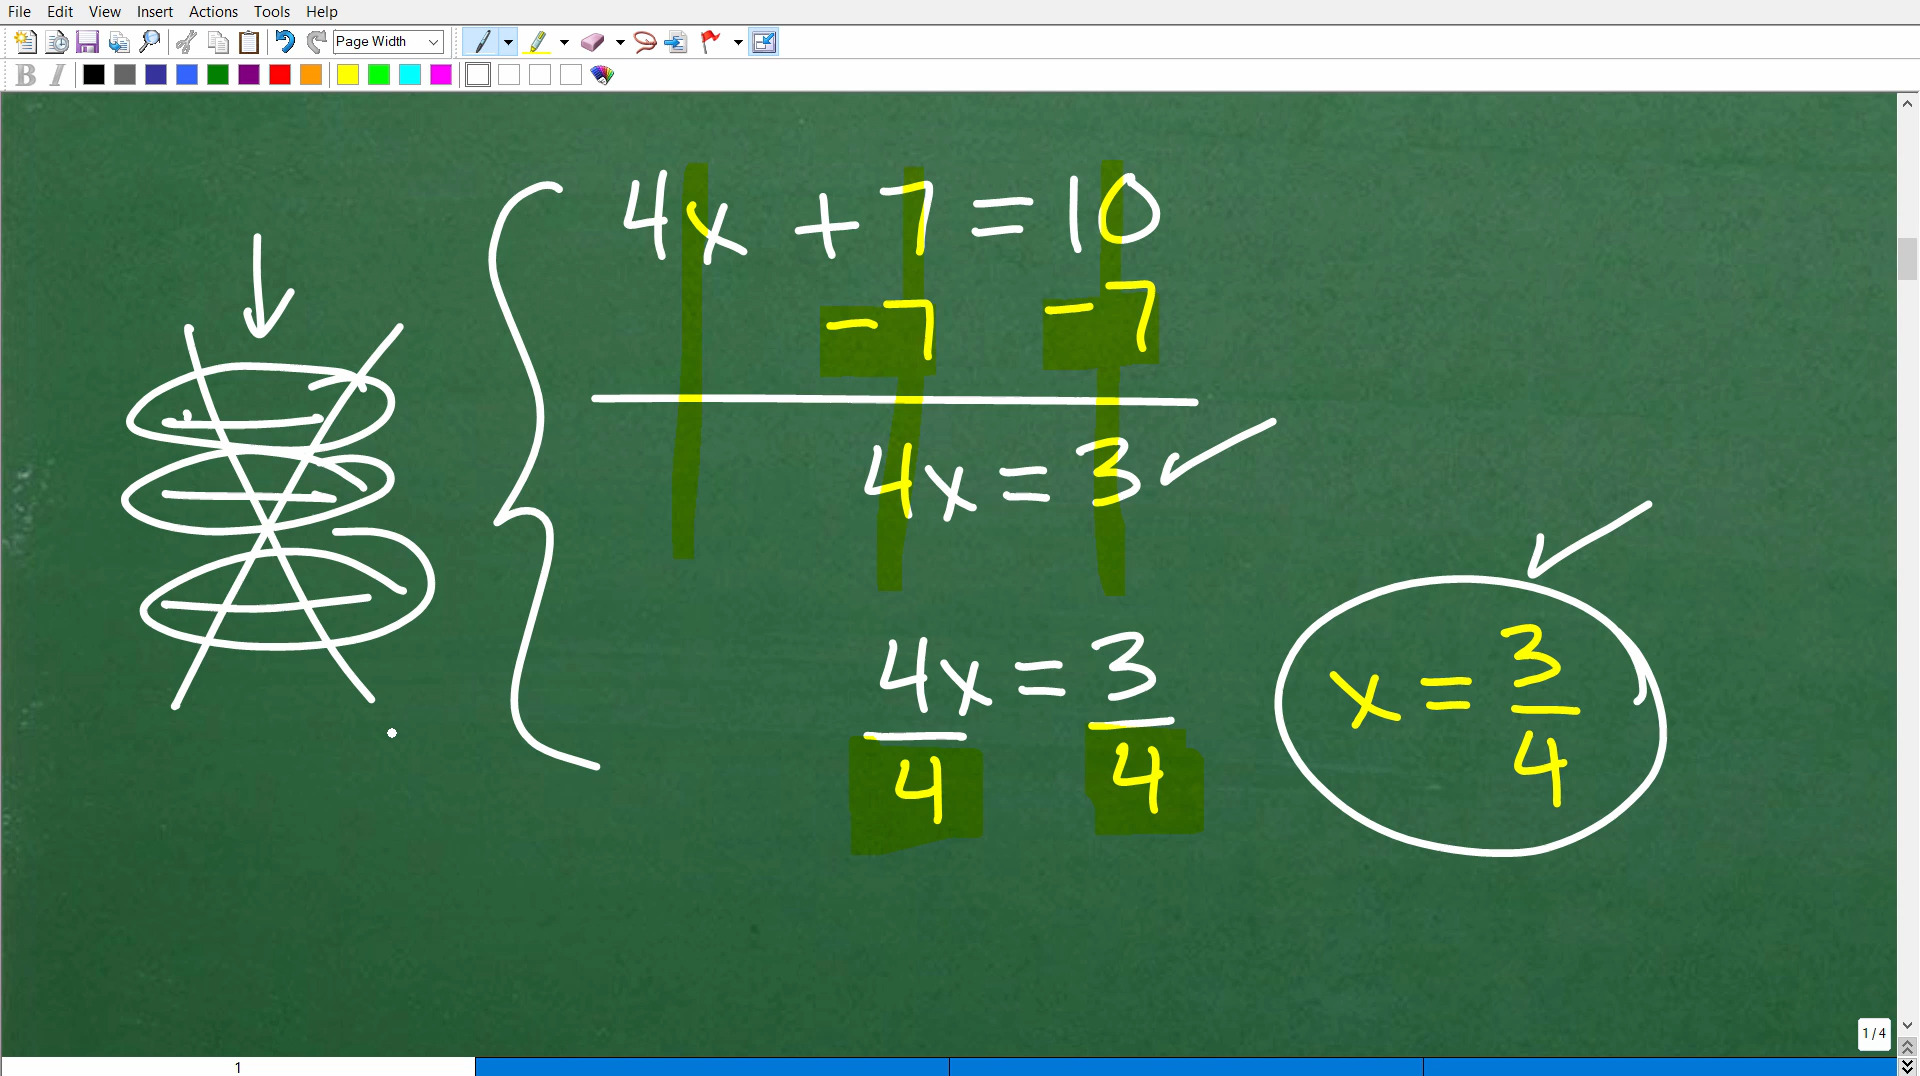 File Edit View Insert Actions Tools Help
Page Width
B I
4x + 7 = 10
-7 -7
4x = 3
4x = 3
4 4
x = 3/4
1 / 4
1